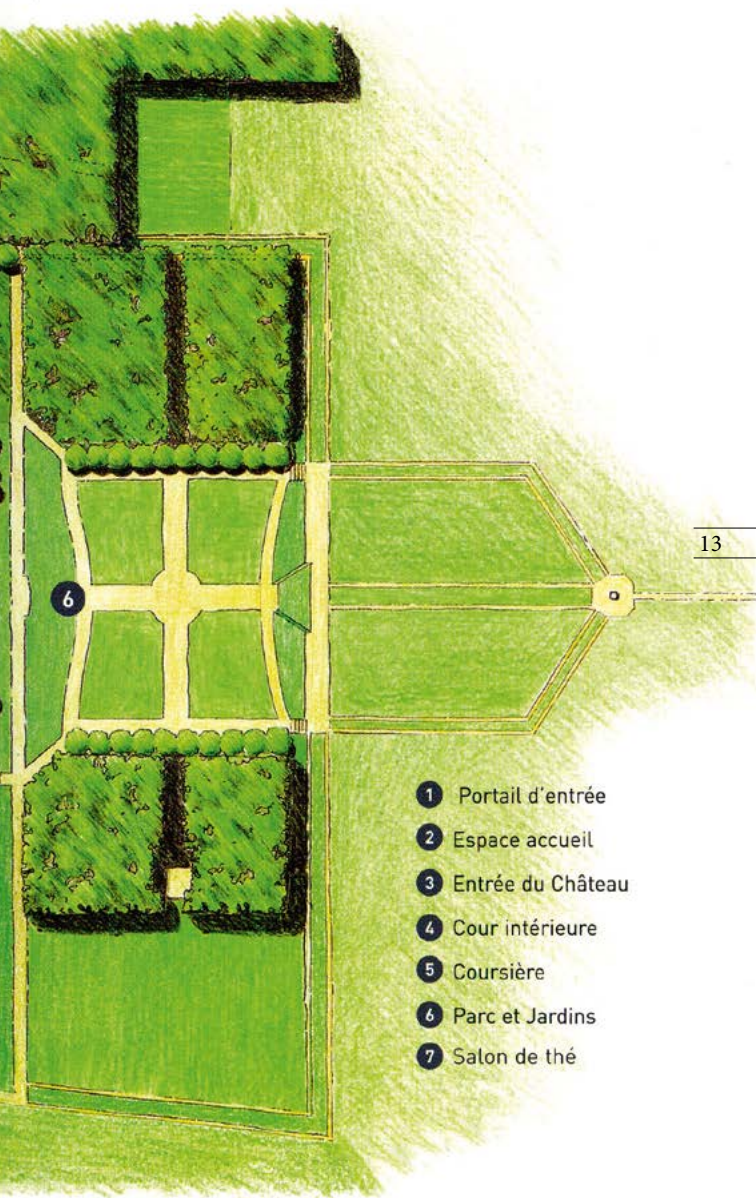 13
6
1 Portail d'entrée
2 Espace accueil
3 Entrée du Château
4 Cour intérieure
5 Coursière
6 Parc et Jardins
7 Salon de thé